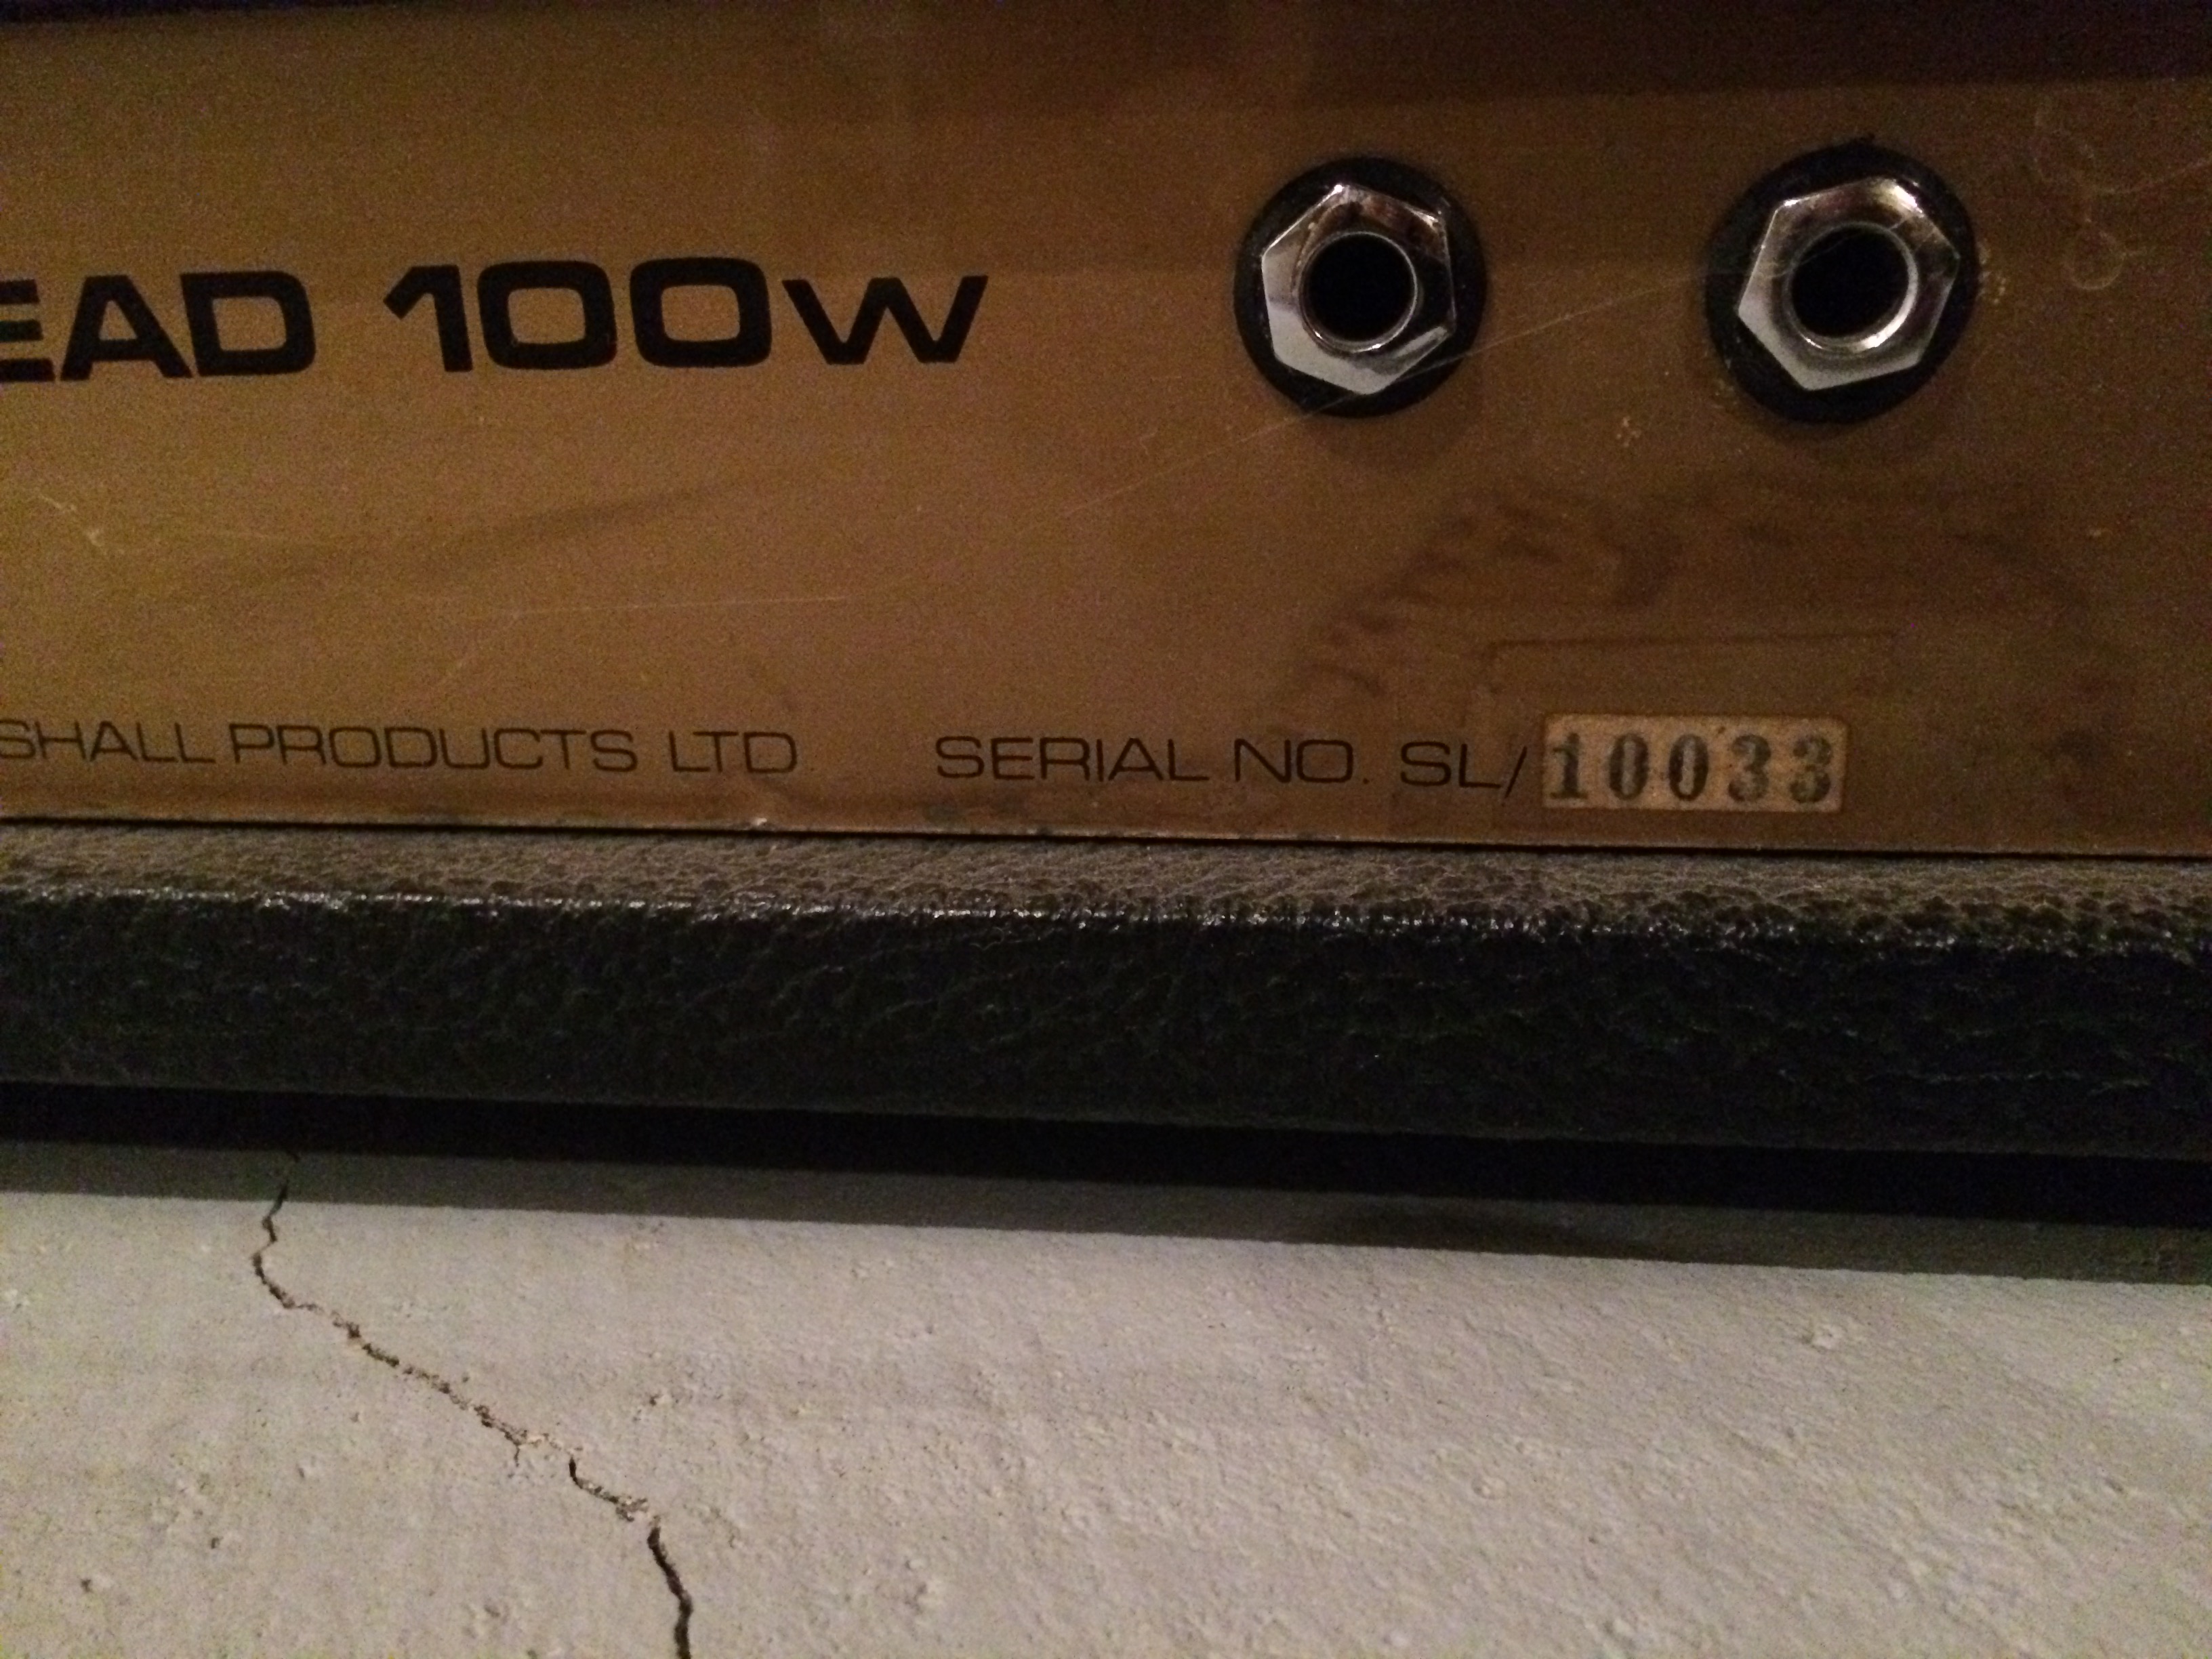 EAD 100W
SHALL PRODUCTS LTD. SERIAL NO. SL/10033